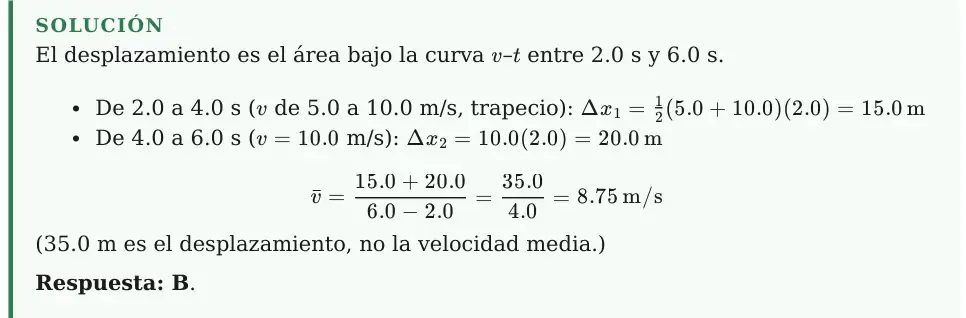 SOLUCIÓN
El desplazamiento es el área bajo la curva v–t entre 2.0 s y 6.0 s.
• De 2.0 a 4.0 s (v de 5.0 a 10.0 m/s, trapecio): Δx₁ = ½(5.0 + 10.0)(2.0) = 15.0 m
• De 4.0 a 6.0 s (v = 10.0 m/s): Δx₂ = 10.0(2.0) = 20.0 m
v̄ = (15.0 + 20.0)/(6.0 − 2.0) = 35.0/4.0 = 8.75 m/s
(35.0 m es el desplazamiento, no la velocidad media.)
Respuesta: B.